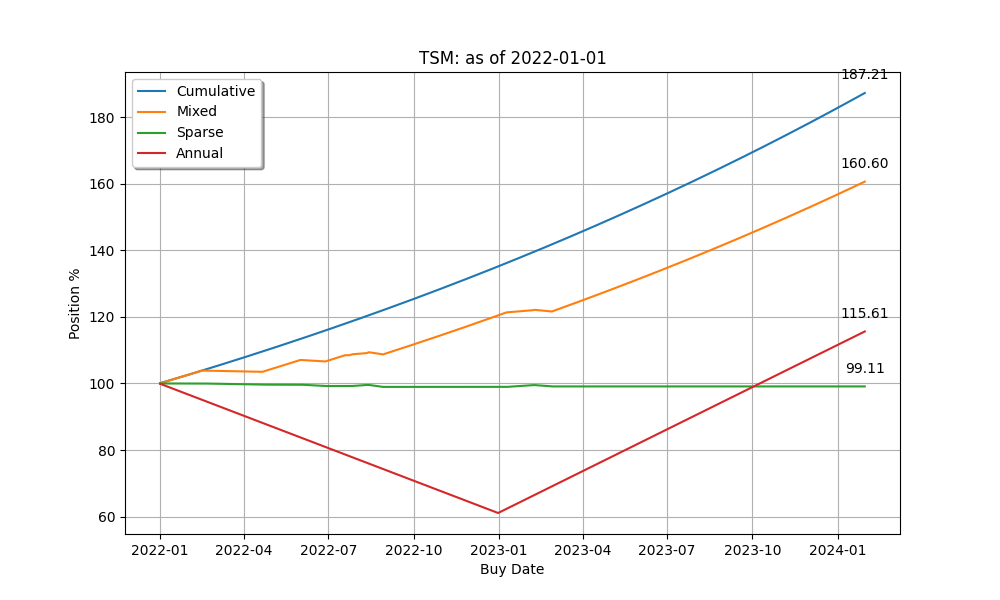 TSM: as of 2022-01-01
187.21
Cumulative
Mixed
Sparse
Annual
180
160.60
160
140
120
115.61
100
99.11
80
60
Position %
2022-01 2022-04 2022-07 2022-10 2023-01 2023-04 2023-07 2023-10 2024-01
Buy Date